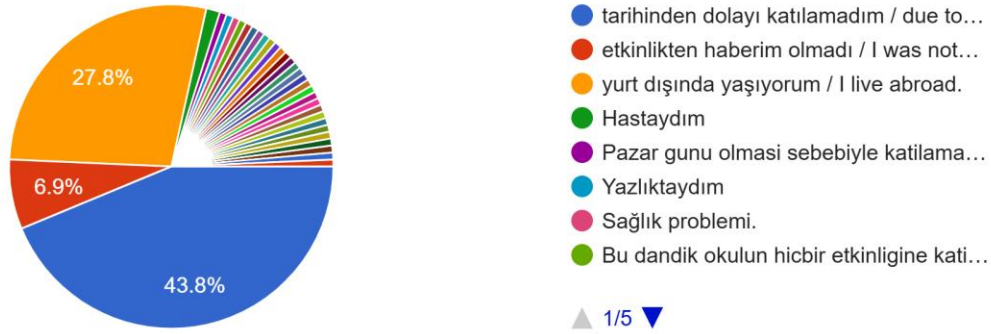 27.8%
6.9%
43.8%
tarihinden dolayı katılamadım / due to…
etkinlikten haberim olmadı / I was not…
yurt dışında yaşıyorum / I live abroad.
Hastaydım
Pazar gunu olmasi sebebiyle katilama…
Yazlıktaydım
Sağlık problemi.
Bu dandik okulun hicbir etkinligine kati…
1/5